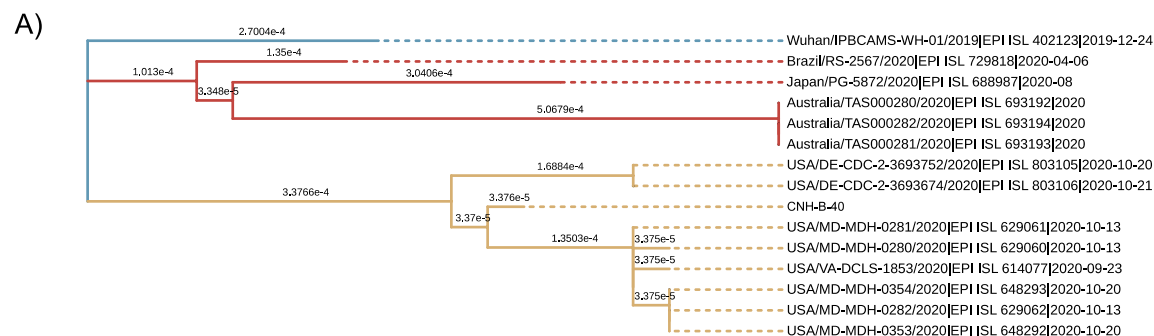 A)
2.7004e-4
Wuhan/IPBCAMS-WH-01/2019|EPI ISL 402123|2019-12-24
1.35e-4
Brazil/RS-2567/2020|EPI ISL 729818|2020-04-06
1.013e-4
3.0406e-4
Japan/PG-5872/2020|EPI ISL 688987|2020-08
3.348e-5
Australia/TAS000280/2020|EPI ISL 693192|2020
5.0679e-4
Australia/TAS000282/2020|EPI ISL 693194|2020
Australia/TAS000281/2020|EPI ISL 693193|2020
1.6884e-4
USA/DE-CDC-2-3693752/2020|EPI ISL 803105|2020-10-20
3.3766e-4
USA/DE-CDC-2-3693674/2020|EPI ISL 803106|2020-10-21
3.376e-5
CNH-B-40
3.37e-5
USA/MD-MDH-0281/2020|EPI ISL 629061|2020-10-13
1.3503e-4
3.375e-5
USA/MD-MDH-0280/2020|EPI ISL 629060|2020-10-13
3.375e-5
USA/VA-DCLS-1853/2020|EPI ISL 614077|2020-09-23
USA/MD-MDH-0354/2020|EPI ISL 648293|2020-10-20
3.375e-5
USA/MD-MDH-0282/2020|EPI ISL 629062|2020-10-13
USA/MD-MDH-0353/2020|EPI ISL 648292|2020-10-20